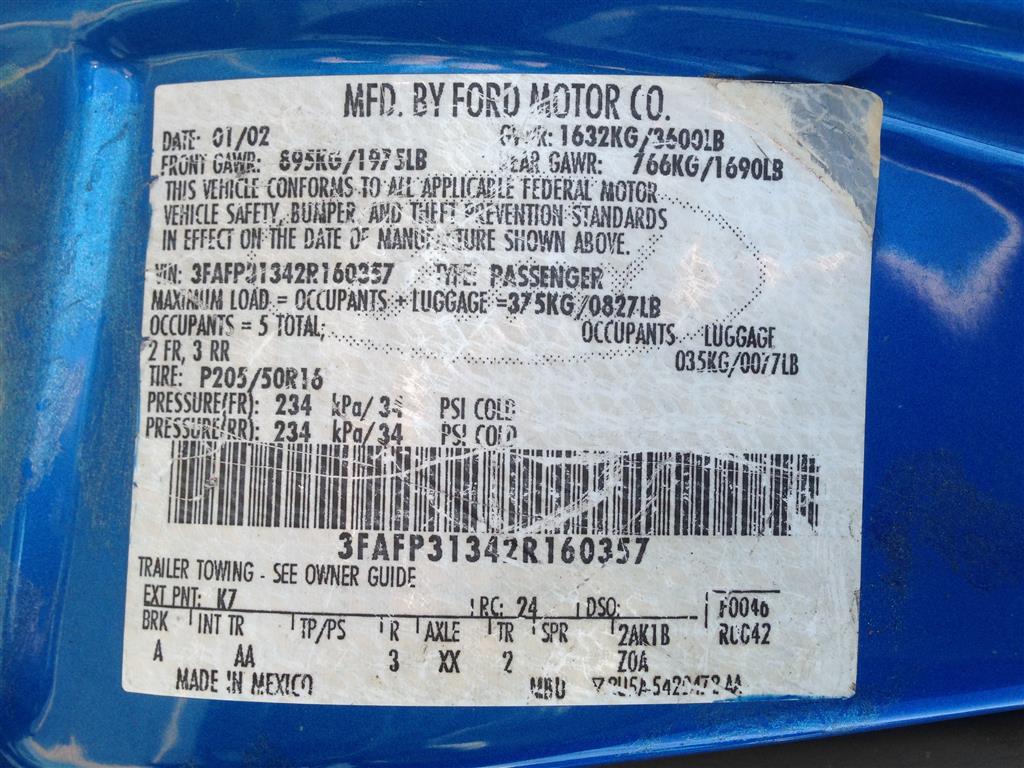 MFD. BY FORD MOTOR CO.
DATE: 01/02 GVWR: 1632KG/3600LB
FRONT GAWR: 895KG/1975LB REAR GAWR: 766KG/1690LB
THIS VEHICLE CONFORMS TO ALL APPLICABLE FEDERAL MOTOR
VEHICLE SAFETY, BUMPER, AND THEFT PREVENTION STANDARDS
IN EFFECT ON THE DATE OF MANUFACTURE SHOWN ABOVE.
VIN: 3FAFP31342R160357 TYPE: PASSENGER
MAXIMUM LOAD = OCCUPANTS + LUGGAGE =375KG/0827LB
OCCUPANTS = 5 TOTAL; OCCUPANTS LUGGAGE
2 FR, 3 RR 035KG/0077LB
TIRE: P205/50R16
PRESSURE(FR): 234 kPa/34 PSI COLD
PRESSURE(RR): 234 kPa/34 PSI COLD
3FAFP31342R160357
TRAILER TOWING - SEE OWNER GUIDE
EXT PNT: K7 RC: 24 DSO: F0046
BRK INT TR TP/PS R AXLE TR SPR 2AK1B R0C42
A AA 3 XX 2 Z0A
MADE IN MEXICO MBU